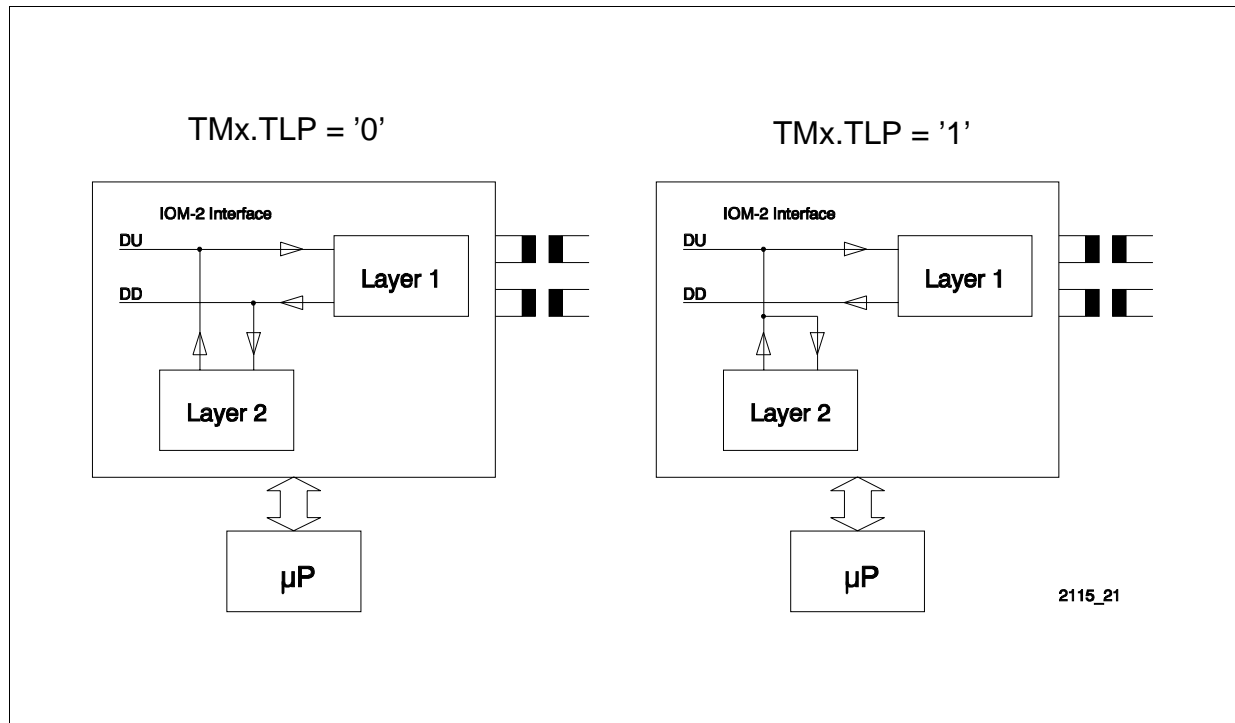 TMx.TLP = ’0’
IOM-2 Interface
DU
DD
Layer 1
Layer 2
µP
TMx.TLP = ’1’
IOM-2 Interface
DU
DD
Layer 1
Layer 2
µP
2115_21